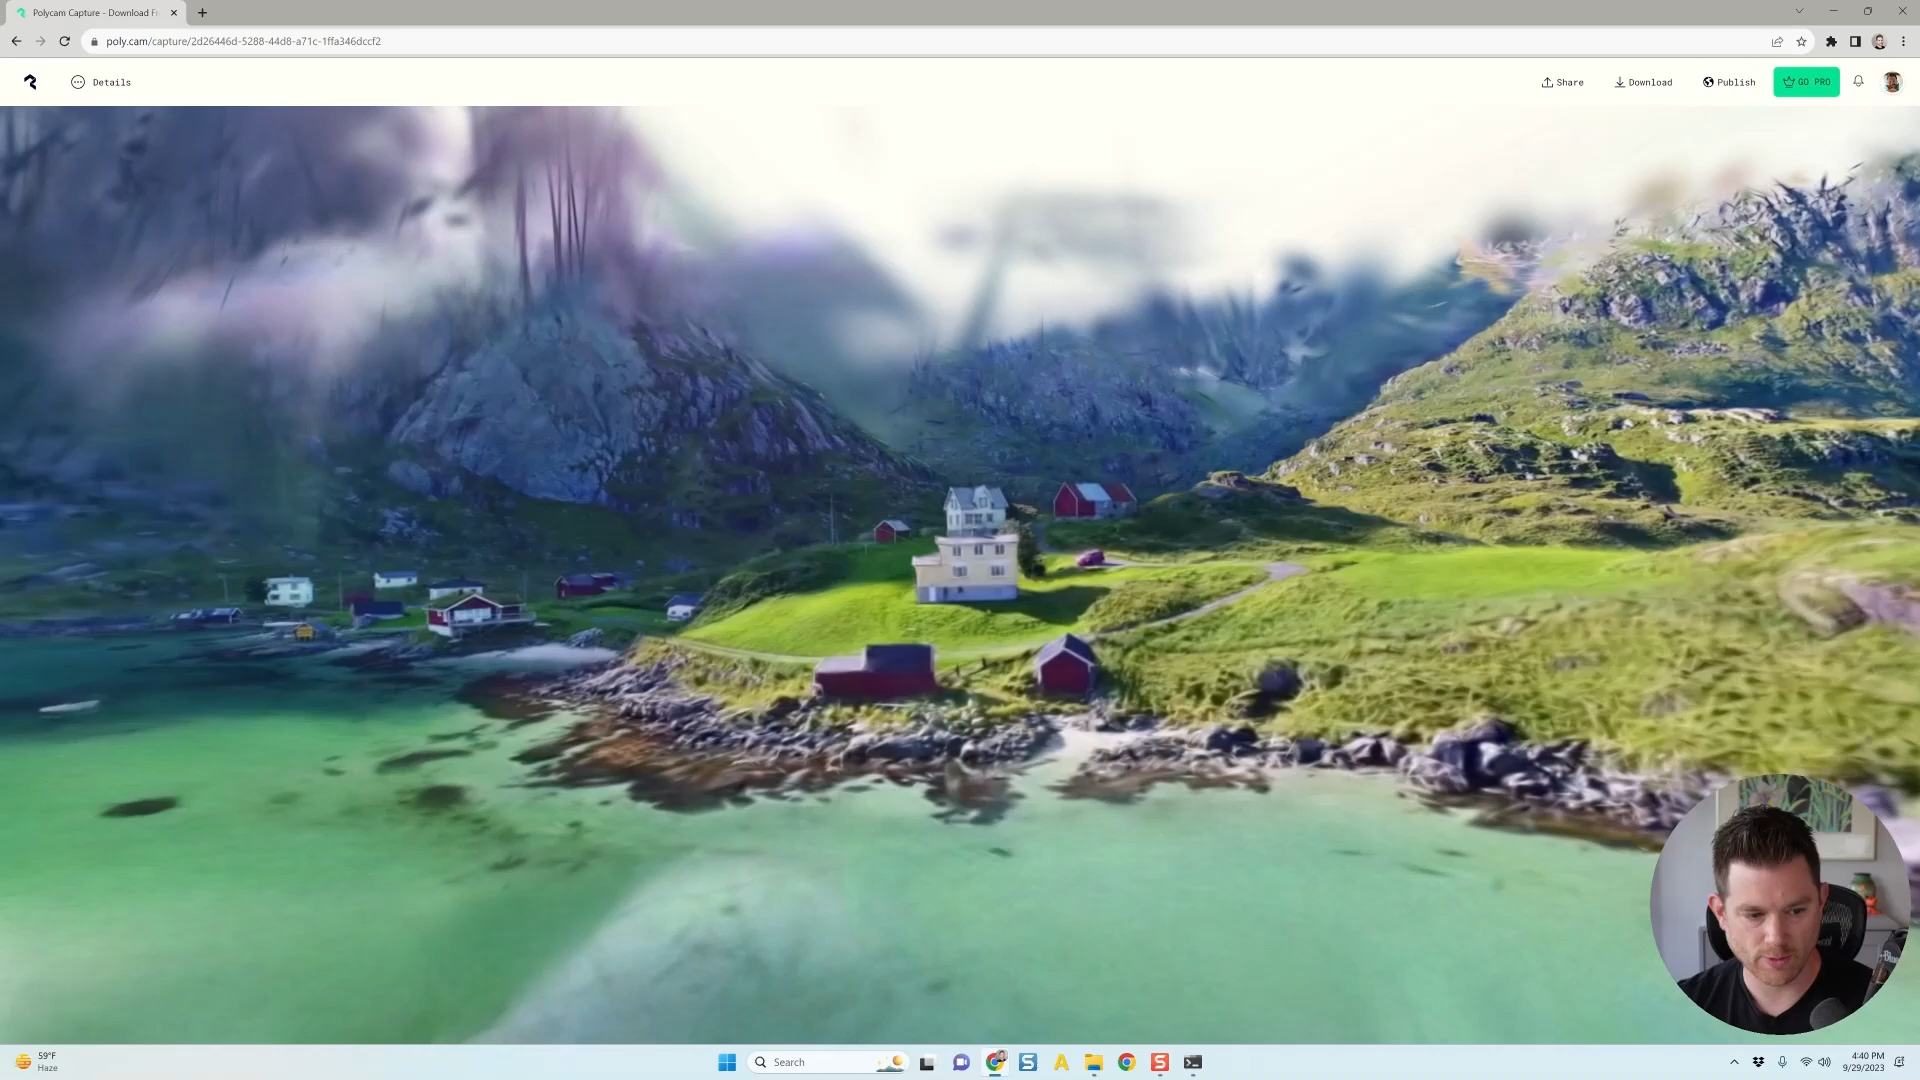 Polycam Capture - Download Fr
poly.cam/capture/2d26446d-5288-44d8-a71c-1ffa346dccf2
Details
Share
Download
Publish
GO PRO
59°F
Haze
Search
4:40 PM
9/29/2023